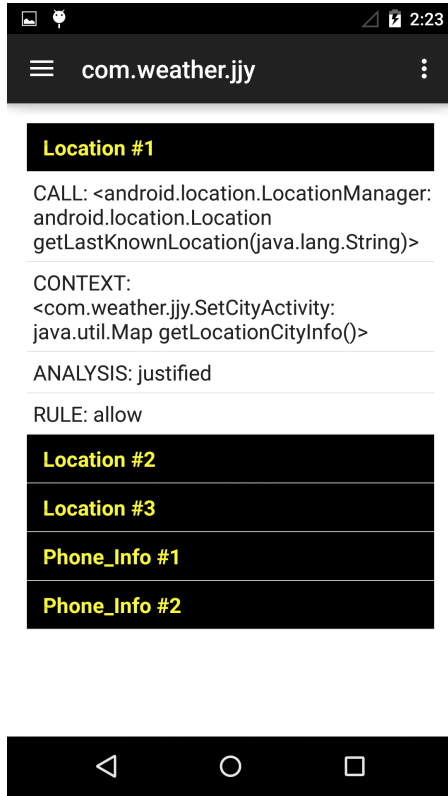 2:23
com.weather.jjy
Location #1
CALL: <android.location.LocationManager:
android.location.Location
getLastKnownLocation(java.lang.String)>
CONTEXT:
<com.weather.jjy.SetCityActivity:
java.util.Map getLocationCityInfo()>
ANALYSIS: justified
RULE: allow
Location #2
Location #3
Phone_Info #1
Phone_Info #2